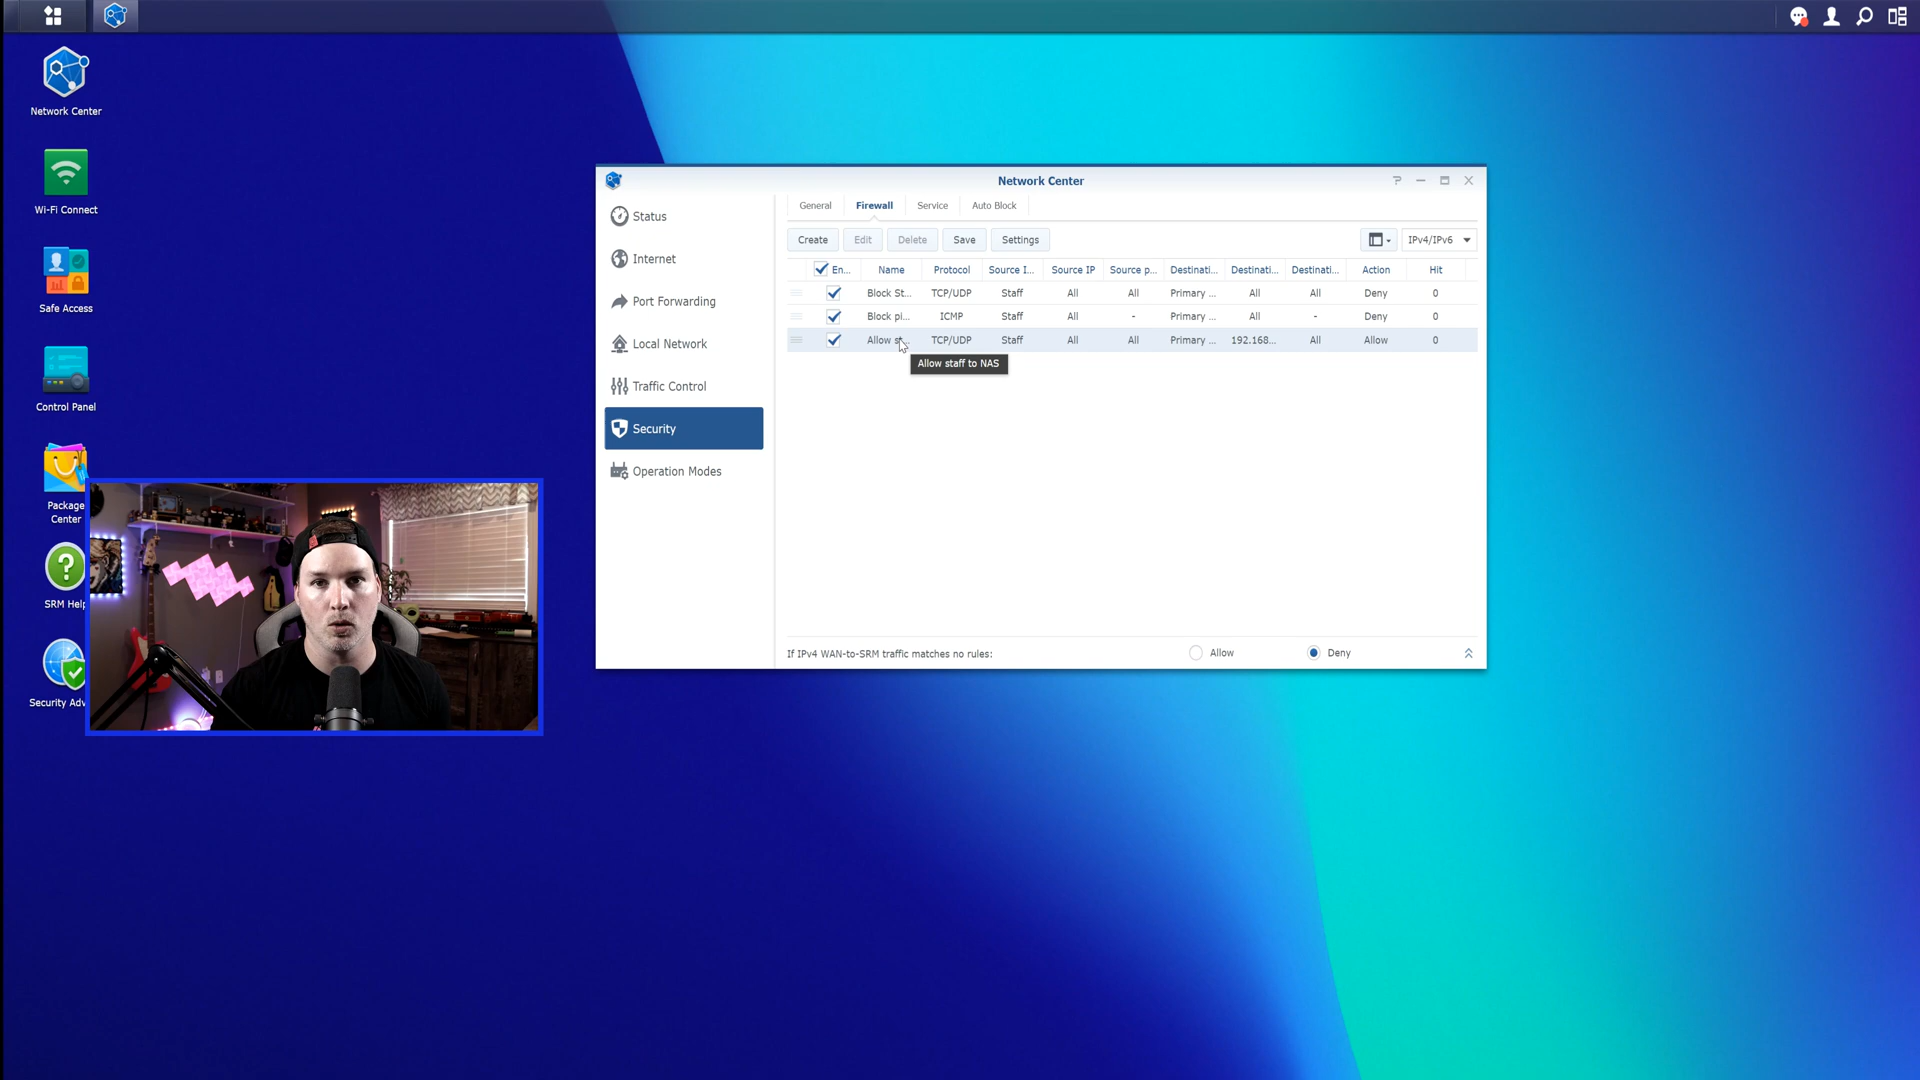 Network Center
Wi-Fi Connect
Safe Access
Control Panel
Package
Center
SRM Help
Security Adv
Network Center
Status
Internet
Port Forwarding
Local Network
Traffic Control
Security
Operation Modes
General Firewall Service Auto Block
Create Edit Delete Save Settings IPv4/IPv6
En... Name Protocol Source I... Source IP Source p... Destinati... Destinati... Destinati... Action Hit
Block St... TCP/UDP Staff All All Primary ... All All Deny 0
Block pi... ICMP Staff All - Primary ... All - Deny 0
Allow s... TCP/UDP Staff All All Primary ... 192.168... All Allow 0
Allow staff to NAS
If IPv4 WAN-to-SRM traffic matches no rules: Allow Deny